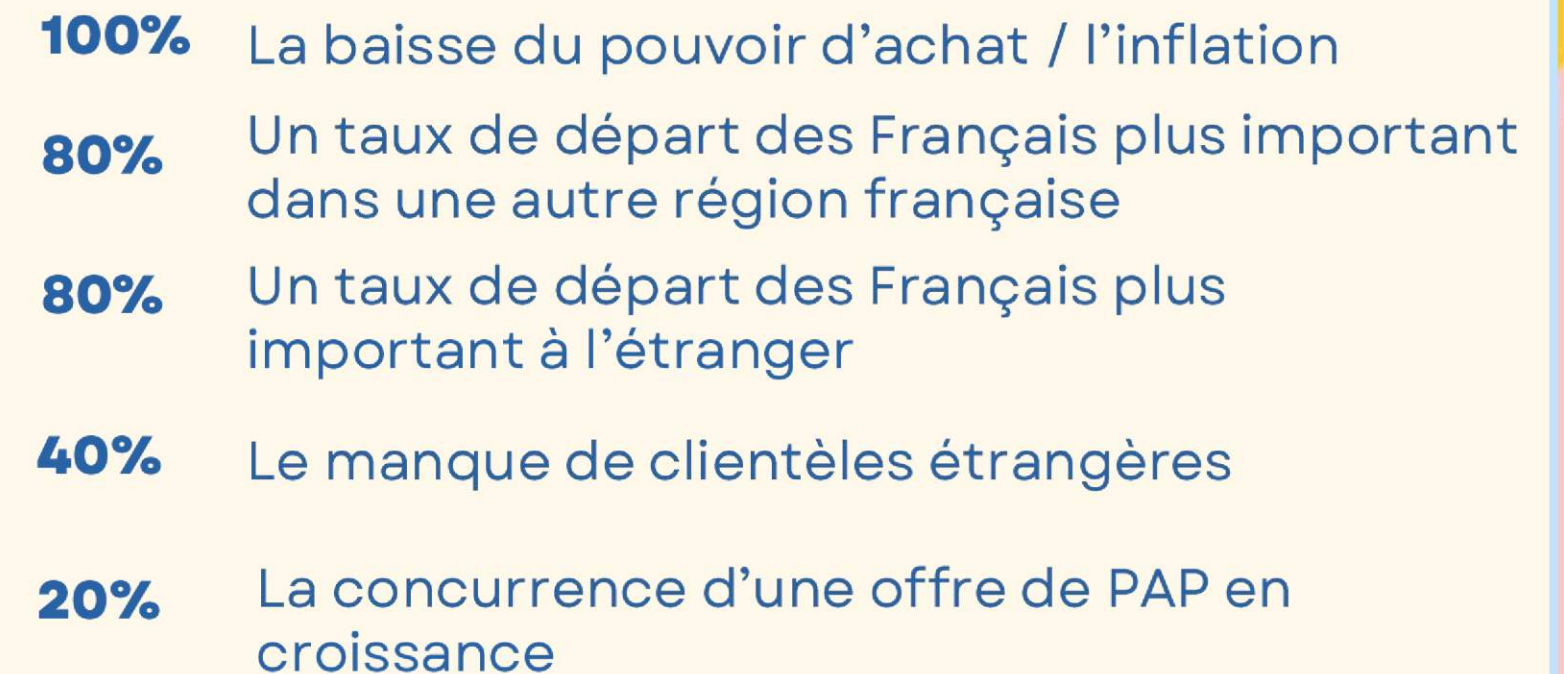 100% La baisse du pouvoir d’achat / l’inflation
80% Un taux de départ des Français plus important
dans une autre région française
80% Un taux de départ des Français plus
important à l’étranger
40% Le manque de clientèles étrangères
20% La concurrence d’une offre de PAP en
croissance